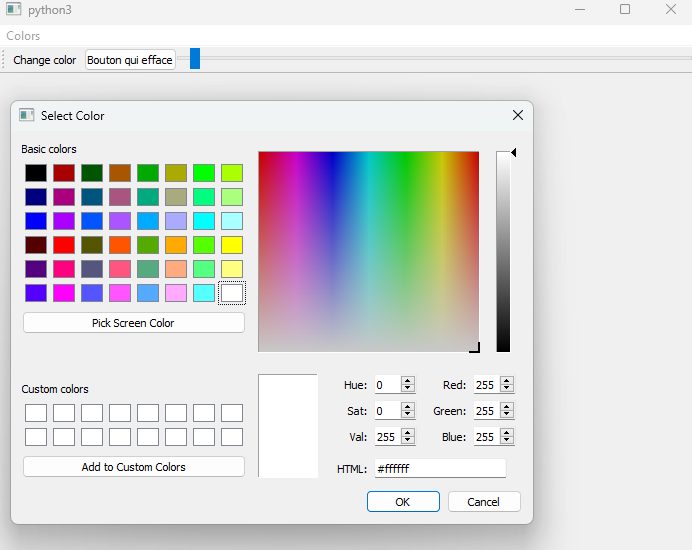 python3
Colors
Change color Bouton qui efface
Select Color
Basic colors
Pick Screen Color
Custom colors
Add to Custom Colors
Hue: 0 Red: 255
Sat: 0 Green: 255
Val: 255 Blue: 255
HTML: #ffffff
OK Cancel